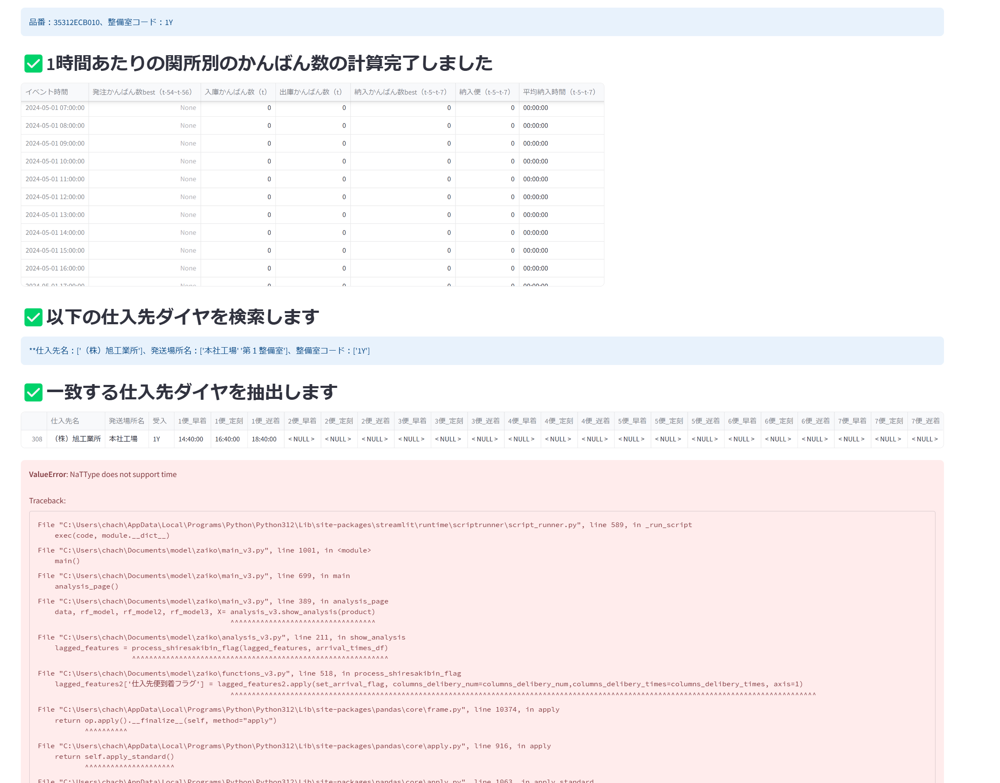 品番：35312ECB010、整備室コード：1Y
✅ 1時間あたりの関所別のかんばん数の計算完了しました
イベント時間 発注かんばん数best（t-54~t-56） 入庫かんばん数（t） 出庫かんばん数（t） 納入かんばん数best（t-5~t-7） 納入便（t-5~t-7） 平均納入時間（t-5~t-7）
2024-05-01 07:00:00 None 0 0 0 0 00:00:00
2024-05-01 08:00:00 None 0 0 0 0 00:00:00
2024-05-01 09:00:00 None 0 0 0 0 00:00:00
2024-05-01 10:00:00 None 0 0 0 0 00:00:00
2024-05-01 11:00:00 None 0 0 0 0 00:00:00
2024-05-01 12:00:00 None 0 0 0 0 00:00:00
2024-05-01 13:00:00 None 0 0 0 0 00:00:00
2024-05-01 14:00:00 None 0 0 0 0 00:00:00
2024-05-01 15:00:00 None 0 0 0 0 00:00:00
2024-05-01 16:00:00 None 0 0 0 0 00:00:00
2024-05-01 17:00:00 None 0 0 0 0 00:00:00
✅ 以下の仕入先ダイヤを検索します
**仕入先名：['（株）旭工業所']、発送場所名：['本社工場' '第１整備室']、整備室コード：['1Y']
✅ 一致する仕入先ダイヤを抽出します
仕入先名 発送場所名 受入 1便_早着 1便_定刻 1便_遅着 2便_早着 2便_定刻 2便_遅着 3便_早着 3便_定刻 3便_遅着 4便_早着 4便_定刻 4便_遅着 5便_早着 5便_定刻 5便_遅着 6便_早着 6便_定刻 6便_遅着 7便_早着 7便_定刻 7便_遅着
308 （株）旭工業所 本社工場 1Y 14:40:00 16:40:00 18:40:00 < NULL > < NULL > < NULL > < NULL > < NULL > < NULL > < NULL > < NULL > < NULL > < NULL > < NULL > < NULL > < NULL > < NULL > < NULL > < NULL > < NULL > < NULL >
ValueError: NaTType does not support time
Traceback:
File "C:\Users\chach\AppData\Local\Programs\Python\Python312\Lib\site-packages\streamlit\runtime\scriptrunner\script_runner.py", line 589, in _run_script
exec(code, module.__dict__)
File "C:\Users\chach\Documents\model\zaiko\main_v3.py", line 1001, in <module>
main()
File "C:\Users\chach\Documents\model\zaiko\main_v3.py", line 699, in main
analysis_page()
File "C:\Users\chach\Documents\model\zaiko\main_v3.py", line 389, in analysis_page
data, rf_model, rf_model2, rf_model3, X= analysis_v3.show_analysis(product)
^^^^^^^^^^^^^^^^^^^^^^^^^^^^^^^^^^
File "C:\Users\chach\Documents\model\zaiko\analysis_v3.py", line 211, in show_analysis
lagged_features = process_shiresakibin_flag(lagged_features, arrival_times_df)
^^^^^^^^^^^^^^^^^^^^^^^^^^^^^^^^^^^^^^^^^^^^^^^^^^^^^^^^^^^^
File "C:\Users\chach\Documents\model\zaiko\functions_v3.py", line 518, in process_shiresakibin_flag
lagged_features2['仕入先便到着フラグ'] = lagged_features2.apply(set_arrival_flag, columns_delibery_num=columns_delibery_num,columns_delibery_times=columns_delibery_times, axis=1)
^^^^^^^^^^^^^^^^^^^^^^^^^^^^^^^^^^^^^^^^^^^^^^^^^^^^^^^^^^^^^^^^^^^^^^^^^^^^^^^^^^^^^^^^^^^^^^^^^^^^^^^^^^^^^^^^^^^^^^^^^^^^^^^^^^^^^^^^^
File "C:\Users\chach\AppData\Local\Programs\Python\Python312\Lib\site-packages\pandas\core\frame.py", line 10374, in apply
return op.apply().__finalize__(self, method="apply")
^^^^^^^^^^
File "C:\Users\chach\AppData\Local\Programs\Python\Python312\Lib\site-packages\pandas\core\apply.py", line 916, in apply
return self.apply_standard()
^^^^^^^^^^^^^^^^^^^^^
File "C:\Users\chach\AppData\Local\Programs\Python\Python312\Lib\site-packages\pandas\core\apply.py", line 1063, in apply_standard